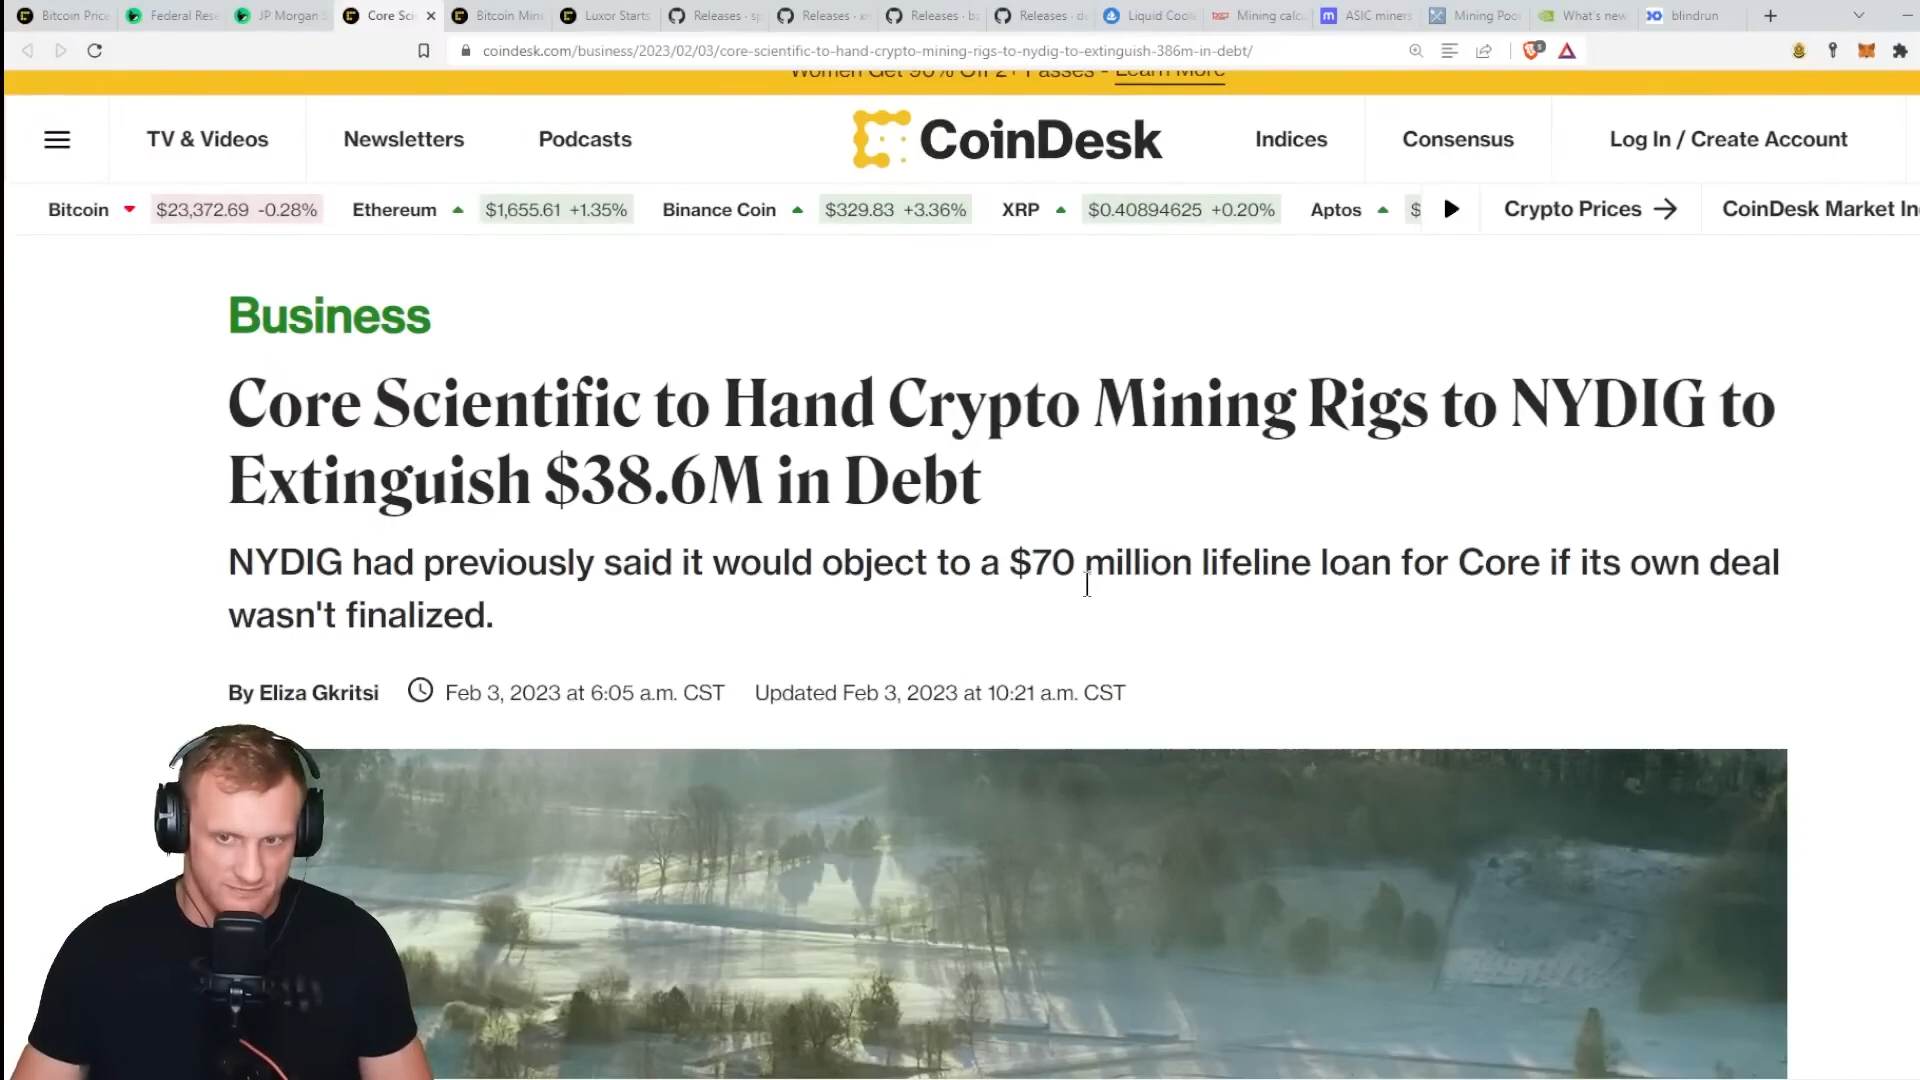 Bitcoin Price
Federal Rese
JP Morgan
Core Sci
Bitcoin Mine
Luxor Starts
Releases · s
Releases · x
Releases · b
Releases · d
Liquid Cool
Mining calc
ASIC miners
Mining Poo
What's new
blindrun
coindesk.com/business/2023/02/03/core-scientific-to-hand-crypto-mining-rigs-to-nydig-to-extinguish-386m-in-debt/
Women Get 90% Off 2+ Passes - Learn More
TV & Videos
Newsletters
Podcasts
CoinDesk
Indices
Consensus
Log In / Create Account
Bitcoin $23,372.69 -0.28% Ethereum $1,655.61 +1.35% Binance Coin $329.83 +3.36% XRP $0.40894625 +0.20% Aptos $ Crypto Prices → CoinDesk Market In
Business
Core Scientific to Hand Crypto Mining Rigs to NYDIG to
Extinguish $38.6M in Debt
NYDIG had previously said it would object to a $70 million lifeline loan for Core if its own deal
wasn't finalized.
By Eliza Gkritsi Feb 3, 2023 at 6:05 a.m. CST Updated Feb 3, 2023 at 10:21 a.m. CST